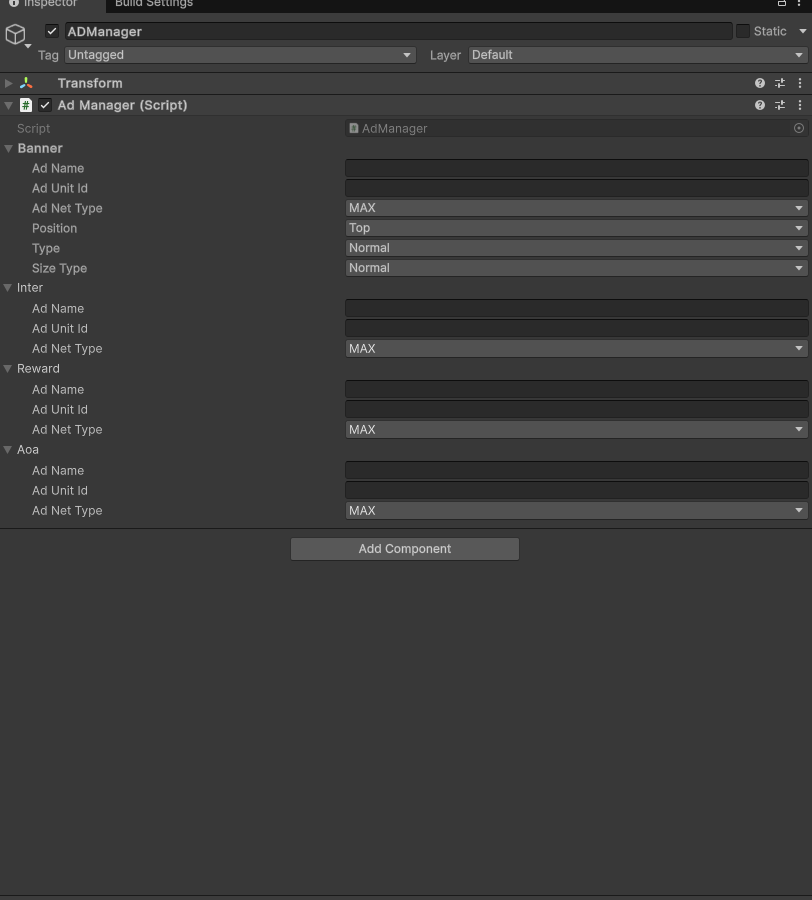 Inspector Build Settings
ADManager Static
Tag Untagged Layer Default
Transform
# Ad Manager (Script)
Script # AdManager
Banner
Ad Name
Ad Unit Id
Ad Net Type MAX
Position Top
Type Normal
Size Type Normal
Inter
Ad Name
Ad Unit Id
Ad Net Type MAX
Reward
Ad Name
Ad Unit Id
Ad Net Type MAX
Aoa
Ad Name
Ad Unit Id
Ad Net Type MAX
Add Component